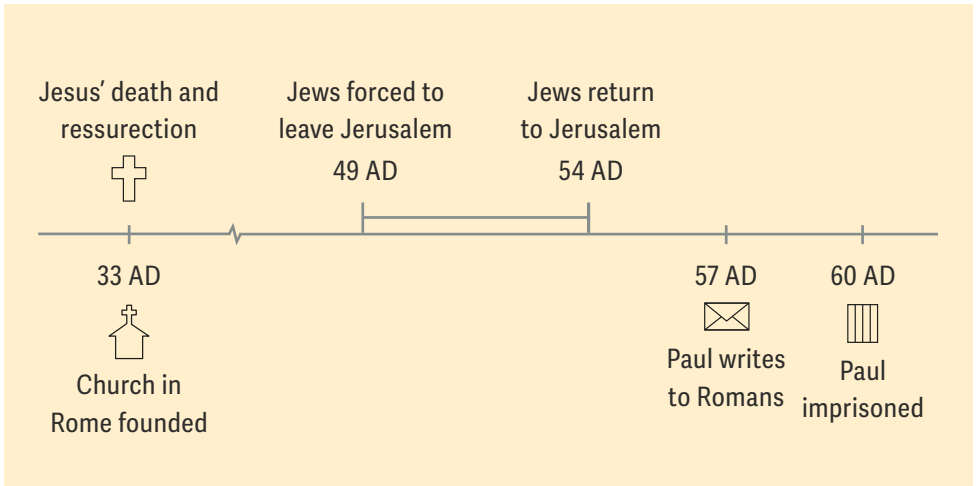 Jesus' death and
ressurection
Jews forced to
leave Jerusalem
49 AD
Jews return
to Jerusalem
54 AD
33 AD
Church in
Rome founded
57 AD
Paul writes
to Romans
60 AD
Paul
imprisoned